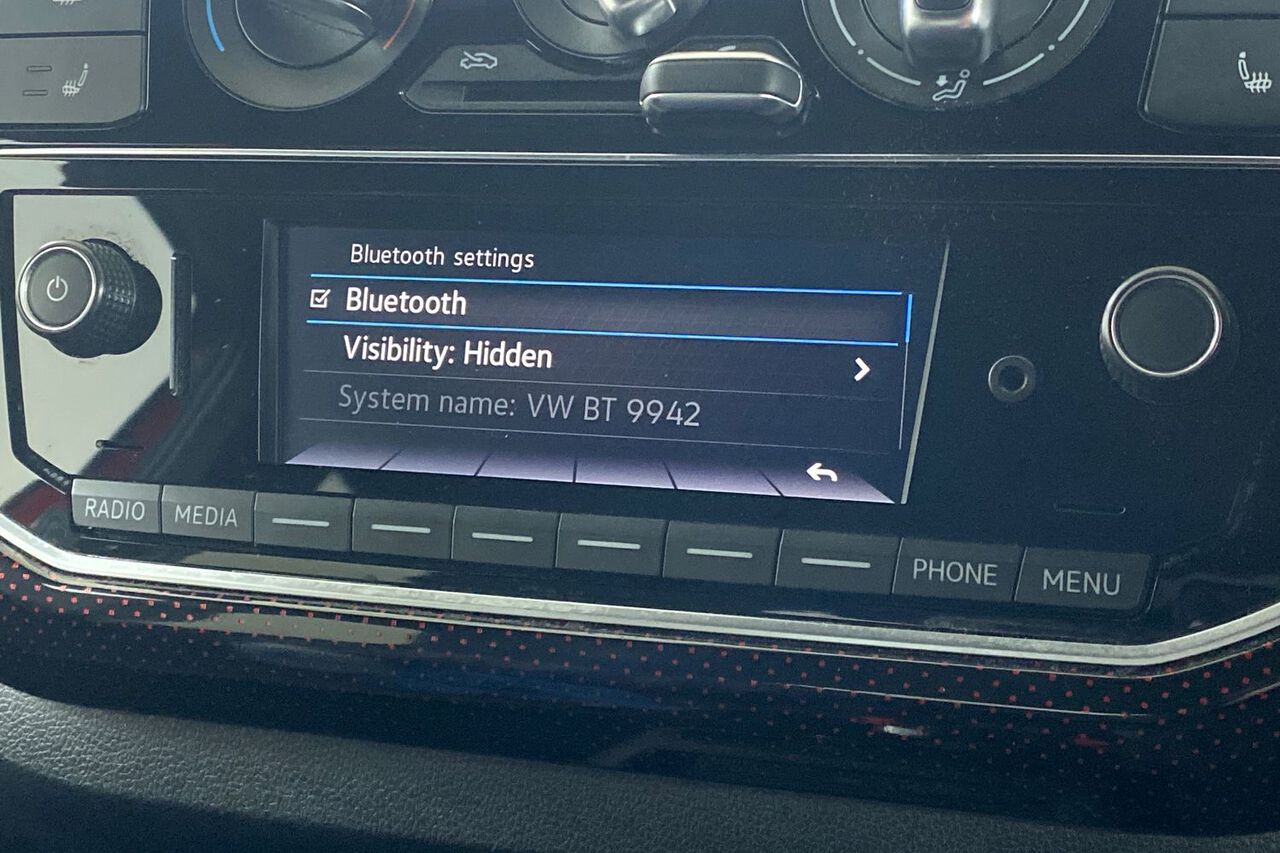 Bluetooth settings
Bluetooth
Visibility: Hidden
System name: VW BT 9942
RADIO MEDIA PHONE MENU